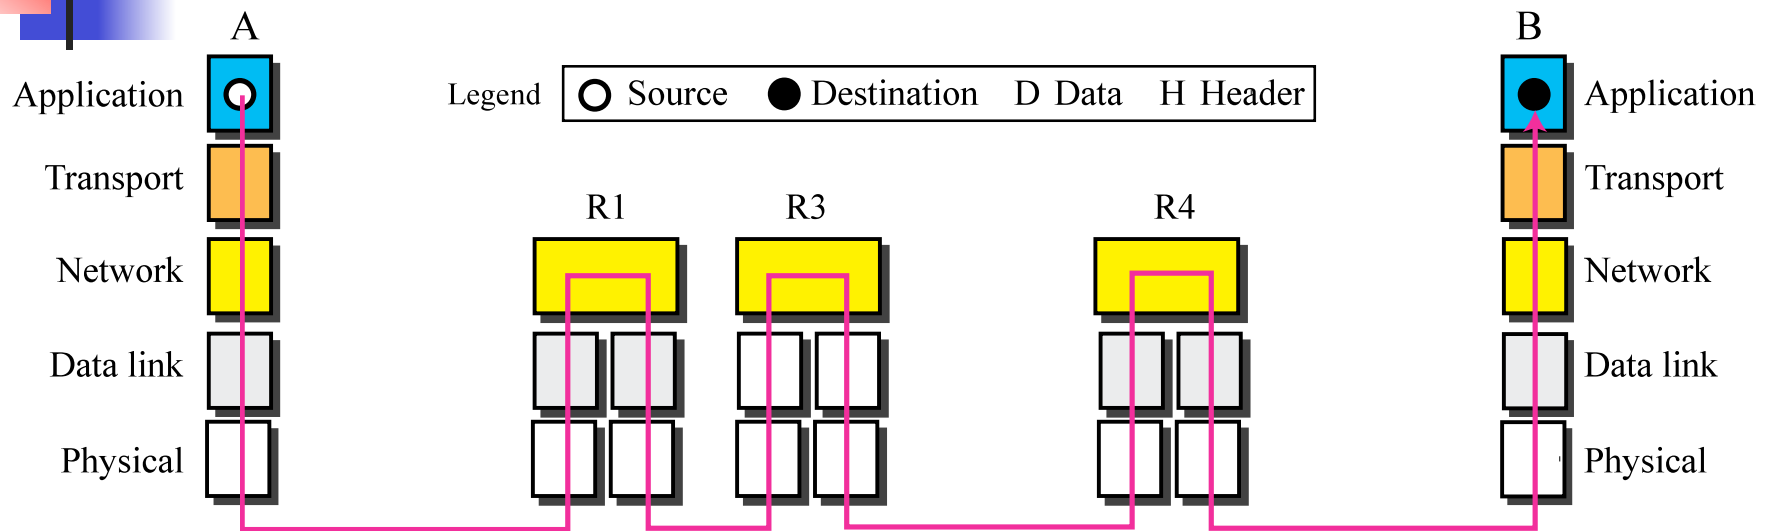 A
B
Application
Legend
Source
Destination
D Data
H Header
Application
Transport
Transport
R1
R3
R4
Network
Network
Data link
Data link
Physical
Physical